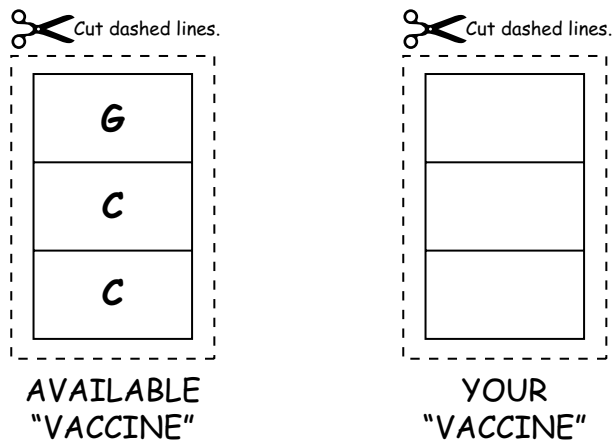 Cut dashed lines.
G
C
C
AVAILABLE
“VACCINE”
Cut dashed lines.
YOUR
“VACCINE”